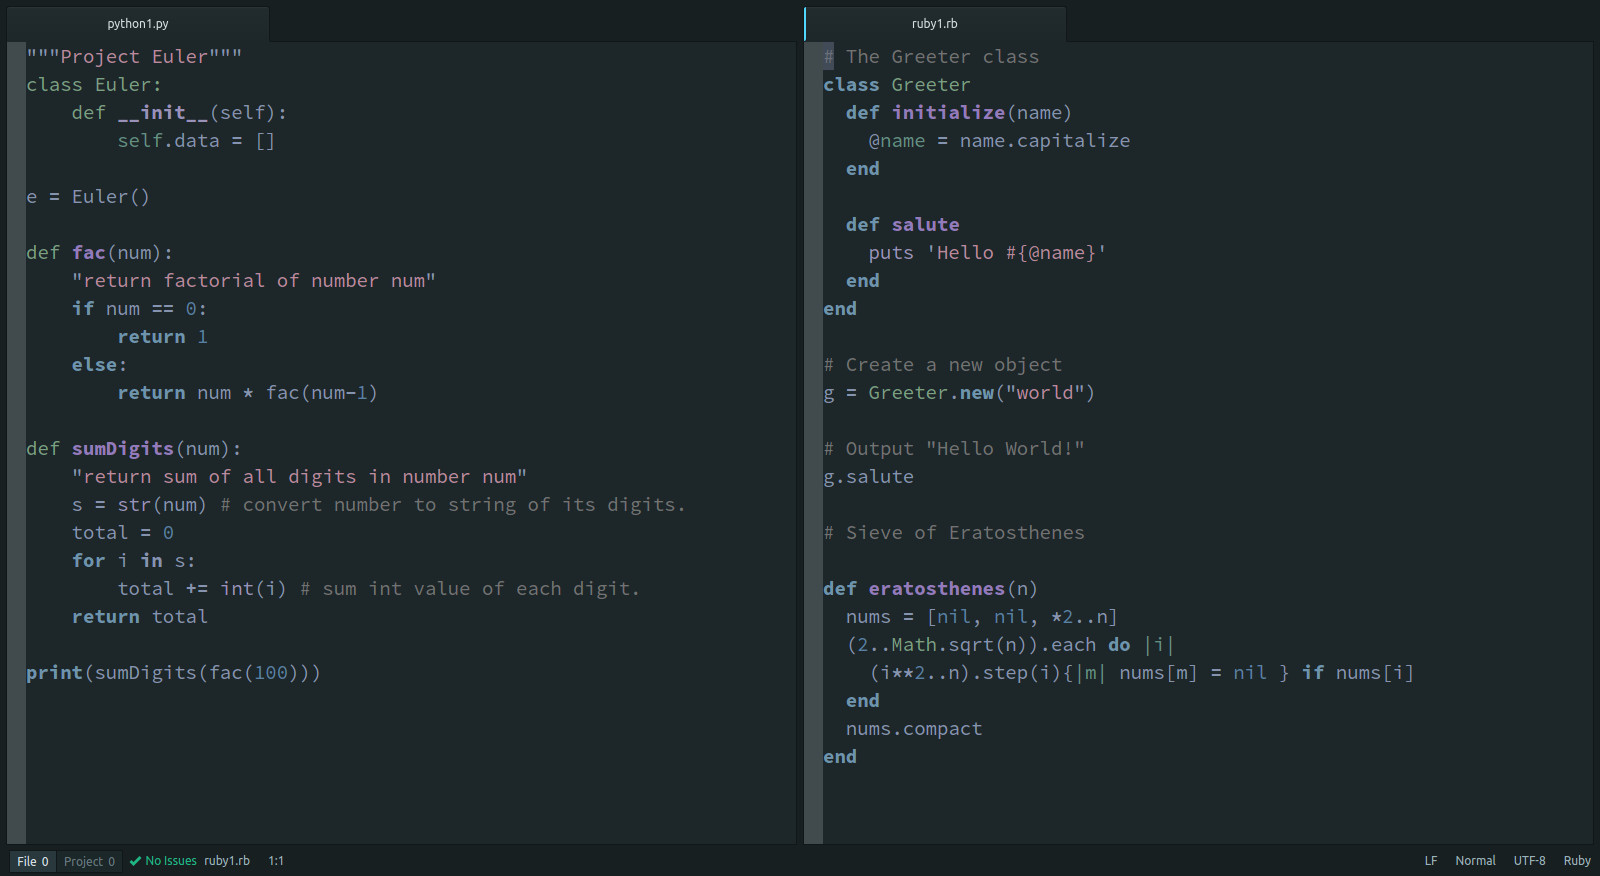 python1.py
"""Project Euler"""
class Euler:
    def __init__(self):
        self.data = []

e = Euler()

def fac(num):
    "return factorial of number num"
    if num == 0:
        return 1
    else:
        return num * fac(num-1)

def sumDigits(num):
    "return sum of all digits in number num"
    s = str(num) # convert number to string of its digits.
    total = 0
    for i in s:
        total += int(i) # sum int value of each digit.
    return total

print(sumDigits(fac(100)))
ruby1.rb
# The Greeter class
class Greeter
  def initialize(name)
    @name = name.capitalize
  end

  def salute
    puts 'Hello #{@name}'
  end
end

# Create a new object
g = Greeter.new("world")

# Output "Hello World!"
g.salute

# Sieve of Eratosthenes

def eratosthenes(n)
  nums = [nil, nil, *2..n]
  (2..Math.sqrt(n)).each do |i|
    (i**2..n).step(i){|m| nums[m] = nil } if nums[i]
  end
  nums.compact
end
File 0 Project 0 No Issues ruby1.rb 1:1 LF Normal UTF-8 Ruby